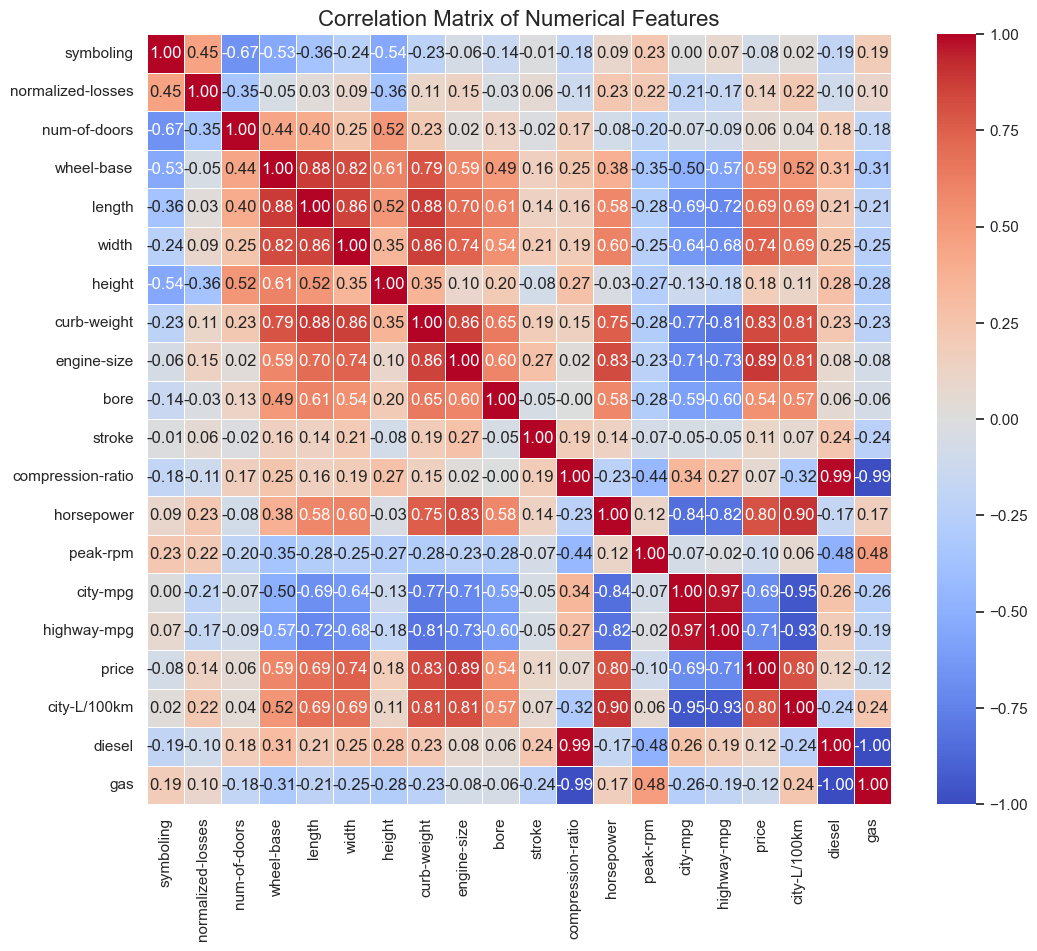 Correlation Matrix of Numerical Features
symboling 1.00 0.45 -0.67 -0.53 -0.36 -0.24 -0.54 -0.23 -0.06 -0.14 -0.01 -0.18 0.09 0.23 0.00 0.07 -0.08 0.02 -0.19 0.19
normalized-losses 0.45 1.00 -0.35 -0.05 0.03 0.09 -0.36 0.11 0.15 -0.03 0.06 -0.11 0.23 0.22 -0.21 -0.17 0.14 0.22 -0.10 0.10
num-of-doors -0.67 -0.35 1.00 0.44 0.40 0.25 0.52 0.23 0.02 0.13 -0.02 0.17 -0.08 -0.20 -0.07 -0.09 0.06 0.04 0.18 -0.18
wheel-base -0.53 -0.05 0.44 1.00 0.88 0.82 0.61 0.79 0.59 0.49 0.16 0.25 0.38 -0.35 -0.50 -0.57 0.59 0.52 0.31 -0.31
length -0.36 0.03 0.40 0.88 1.00 0.86 0.52 0.88 0.70 0.61 0.14 0.16 0.58 -0.28 -0.69 -0.72 0.69 0.69 0.21 -0.21
width -0.24 0.09 0.25 0.82 0.86 1.00 0.35 0.86 0.74 0.54 0.21 0.19 0.60 -0.25 -0.64 -0.68 0.74 0.69 0.25 -0.25
height -0.54 -0.36 0.52 0.61 0.52 0.35 1.00 0.35 0.10 0.20 -0.08 0.27 -0.03 -0.27 -0.13 -0.18 0.18 0.11 0.28 -0.28
curb-weight -0.23 0.11 0.23 0.79 0.88 0.86 0.35 1.00 0.86 0.65 0.19 0.15 0.75 -0.28 -0.77 -0.81 0.83 0.81 0.23 -0.23
engine-size -0.06 0.15 0.02 0.59 0.70 0.74 0.10 0.86 1.00 0.60 0.27 0.02 0.83 -0.23 -0.71 -0.73 0.89 0.81 0.08 -0.08
bore -0.14 -0.03 0.13 0.49 0.61 0.54 0.20 0.65 0.60 1.00 -0.05 -0.00 0.58 -0.28 -0.59 -0.60 0.54 0.57 0.06 -0.06
stroke -0.01 0.06 -0.02 0.16 0.14 0.21 -0.08 0.19 0.27 -0.05 1.00 0.19 0.14 -0.07 -0.05 -0.05 0.11 0.07 0.24 -0.24
compression-ratio -0.18 -0.11 0.17 0.25 0.16 0.19 0.27 0.15 0.02 -0.00 0.19 1.00 -0.23 -0.44 0.34 0.27 0.07 -0.32 0.99 -0.99
horsepower 0.09 0.23 -0.08 0.38 0.58 0.60 -0.03 0.75 0.83 0.58 0.14 -0.23 1.00 0.12 -0.84 -0.82 0.80 0.90 -0.17 0.17
peak-rpm 0.23 0.22 -0.20 -0.35 -0.28 -0.25 -0.27 -0.28 -0.23 -0.28 -0.07 -0.44 0.12 1.00 -0.07 -0.02 -0.10 0.06 -0.48 0.48
city-mpg 0.00 -0.21 -0.07 -0.50 -0.69 -0.64 -0.13 -0.77 -0.71 -0.59 -0.05 0.34 -0.84 -0.07 1.00 0.97 -0.69 -0.95 0.26 -0.26
highway-mpg 0.07 -0.17 -0.09 -0.57 -0.72 -0.68 -0.18 -0.81 -0.73 -0.60 -0.05 0.27 -0.82 -0.02 0.97 1.00 -0.71 -0.93 0.19 -0.19
price -0.08 0.14 0.06 0.59 0.69 0.74 0.18 0.83 0.89 0.54 0.11 0.07 0.80 -0.10 -0.69 -0.71 1.00 0.80 0.12 -0.12
city-L/100km 0.02 0.22 0.04 0.52 0.69 0.69 0.11 0.81 0.81 0.57 0.07 -0.32 0.90 0.06 -0.95 -0.93 0.80 1.00 -0.24 0.24
diesel -0.19 -0.10 0.18 0.31 0.21 0.25 0.28 0.23 0.08 0.06 0.24 0.99 -0.17 -0.48 0.26 0.19 0.12 -0.24 1.00 -1.00
gas 0.19 0.10 -0.18 -0.31 -0.21 -0.25 -0.28 -0.23 -0.08 -0.06 -0.24 -0.99 0.17 0.48 -0.26 -0.19 -0.12 0.24 -1.00 1.00
symboling
normalized-losses
num-of-doors
wheel-base
length
width
height
curb-weight
engine-size
bore
stroke
compression-ratio
horsepower
peak-rpm
city-mpg
highway-mpg
price
city-L/100km
diesel
gas
1.00
0.75
0.50
0.25
0.00
-0.25
-0.50
-0.75
-1.00